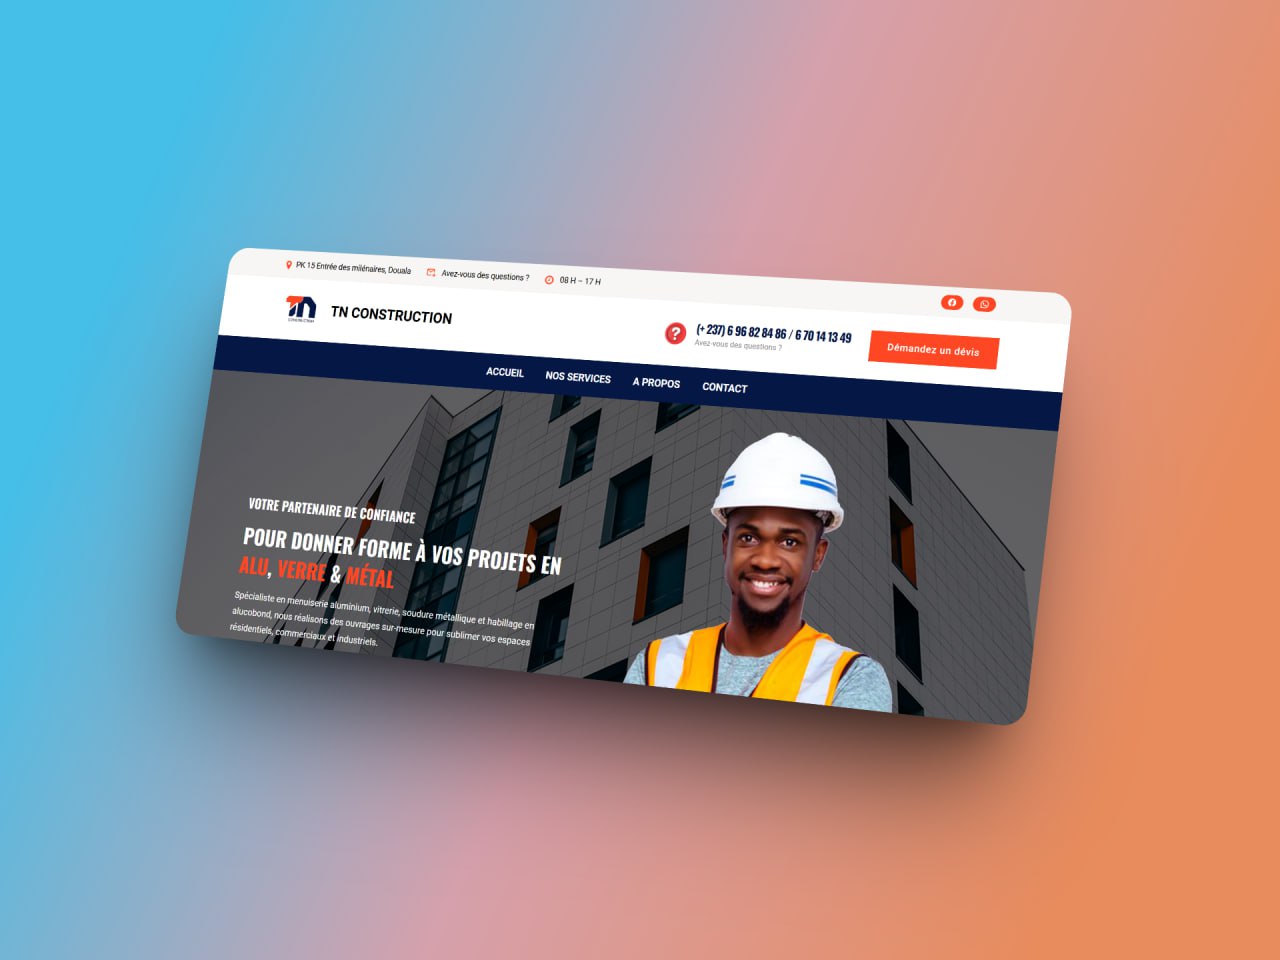 PK 15 Entrée des milénaires, Douala
Avez-vous des questions ?
08 H – 17 H
TN
CONSTRUCTION
TN CONSTRUCTION
?
(+ 237) 6 96 82 84 86 / 6 70 14 13 49
Avez-vous des questions ?
Démandez un dévis
ACCUEIL
NOS SERVICES
A PROPOS
CONTACT
VOTRE PARTENAIRE DE CONFIANCE
POUR DONNER FORME À VOS PROJETS EN
ALU, VERRE & MÉTAL
Spécialiste en menuiserie aluminium, vitrerie, soudure métallique et habillage en
alucobond, nous réalisons des ouvrages sur-mesure pour sublimer vos espaces
résidentiels, commerciaux et industriels.